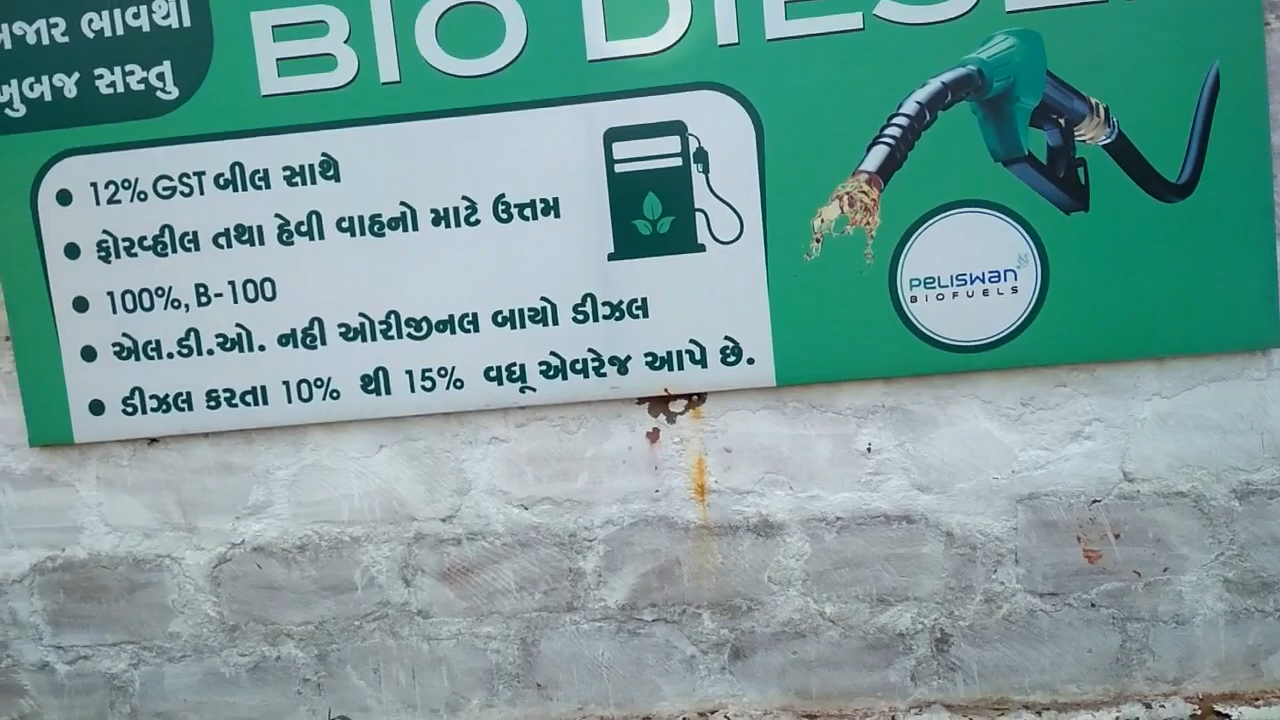 બજાર ભાવથી
ખુબજ સસ્તુ
BIO DIESEL
12% GST બીલ સાથે
ફોરવ્હીલ તથા હેવી વાહનો માટે ઉત્તમ
100%, B-100
એલ.ડી.ઓ. નહી ઓરીજીનલ બાયો ડીઝલ
ડીઝલ કરતા 10% થી 15% વધૂ એવરેજ આપે છે.
PELISWAN
BIOFUELS